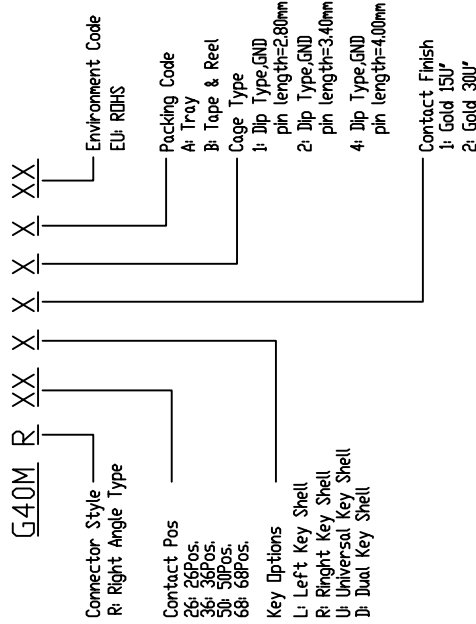 G40M R XX X X X X XX
Connector Style
R: Right Angle Type
Contact Pos
26: 26Pos.
36: 36Pos.
50: 50Pos.
68: 68Pos.
Key Options
L: Left Key Shell
R: Ringht Key Shell
U: Universal Key Shell
D: Dual Key Shell
Environment Code
EU: ROHS
Packing Code
A: Tray
B: Tape & Reel
Cage Type
1: Dip Type,GND
pin length=2.80mm
2: Dip Type,GND
pin length=3.40mm
4: Dip Type,GND
pin length=4.00mm
Contact Finish
1: Gold 15U"
2: Gold 30U"